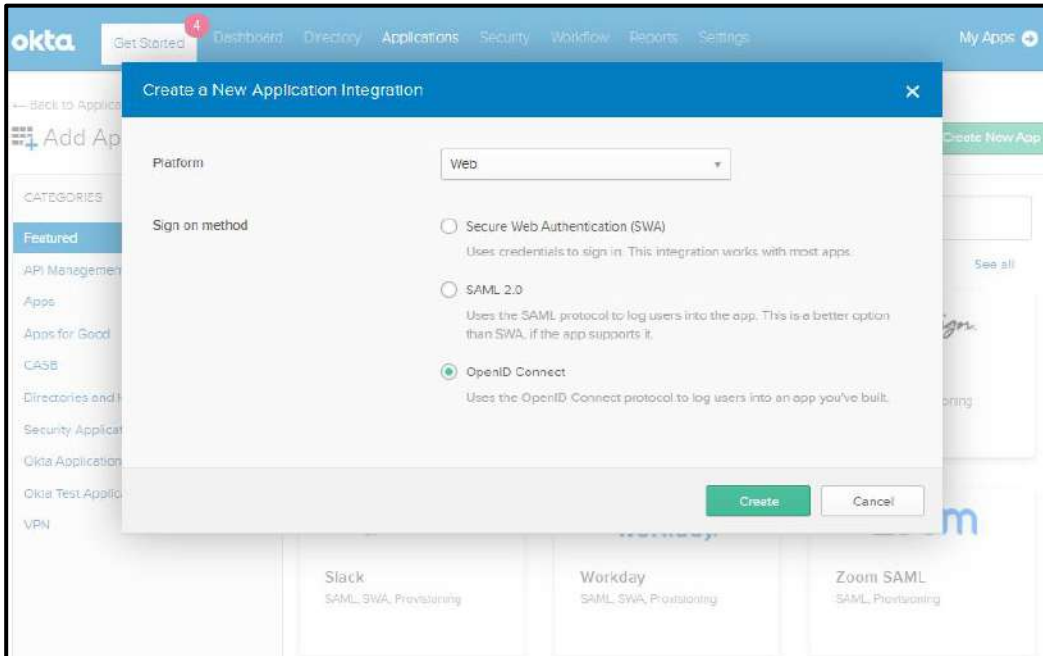 okta
Get Started
4
Dashboard
Directory
Applications
Security
Workflow
Reports
Settings
My Apps
← Back to Applica
Add Ap
Create New App
Create a New Application Integration
Platform
Web
Sign on method
Secure Web Authentication (SWA)
Uses credentials to sign in. This integration works with most apps.
SAML 2.0
Uses the SAML protocol to log users into the app. This is a better option
than SWA, if the app supports it.
OpenID Connect
Uses the OpenID Connect protocol to log users into an app you've built.
Create
Cancel
CATEGORIES
Featured
API Managemen
Apps
Apps for Good
CASB
Directories and
Security Applicat
Okta Application
Okta Test Applic
VPN
See all
Slack
SAML, SWA, Provisioning
Workday
SAML, SWA, Provisioning
Zoom SAML
SAML, Provisioning